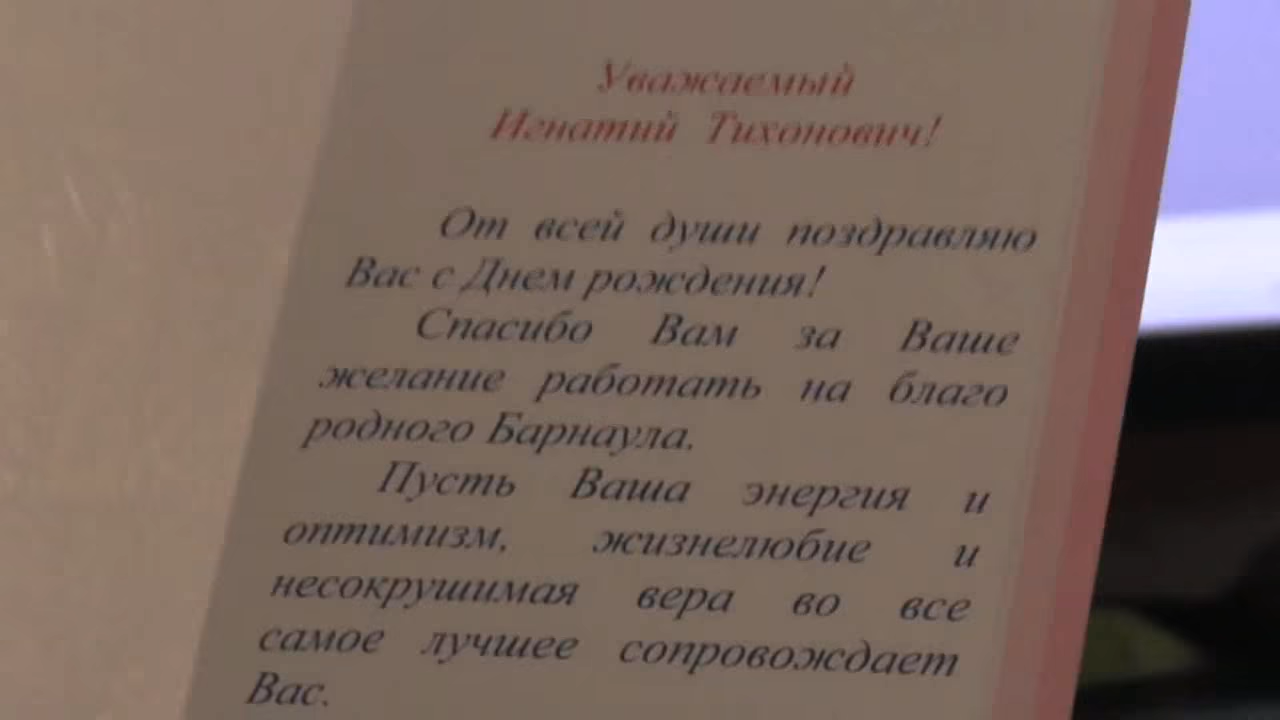 Уважаемый
Игнатий Тихонович!
От всей души поздравляю
Вас с Днем рождения!
Спасибо Вам за Ваше
желание работать на благо
родного Барнаула.
Пусть Ваша энергия и
оптимизм, жизнелюбие и
несокрушимая вера во все
самое лучшее сопровождает
Вас.